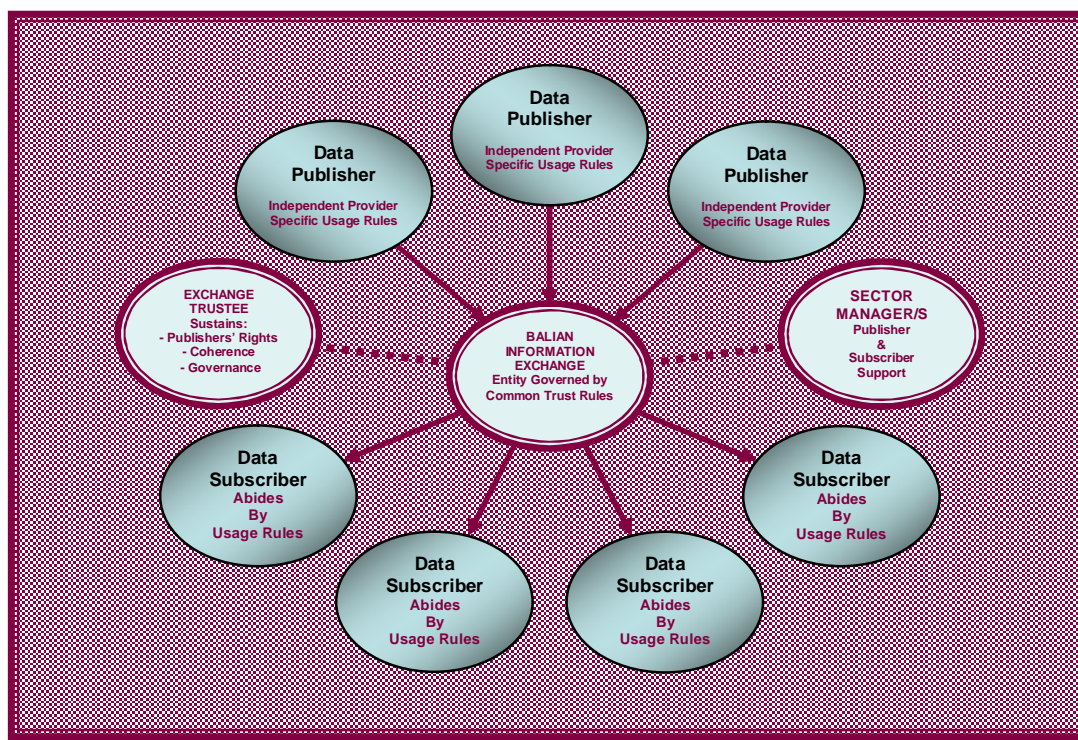 Data
Publisher
Independent Provider
Specific Usage Rules
Data
Publisher
Independent Provider
Specific Usage Rules
Data
Publisher
Independent Provider
Specific Usage Rules
EXCHANGE
TRUSTEE
Sustains:
- Publishers' Rights
- Coherence
- Governance
BALIAN
INFORMATION
EXCHANGE
Entity Governed by
Common Trust Rules
SECTOR
MANAGER/S
Publisher
&
Subscriber
Support
Data
Subscriber
Abides
By
Usage Rules
Data
Subscriber
Abides
By
Usage Rules
Data
Subscriber
Abides
By
Usage Rules
Data
Subscriber
Abides
By
Usage Rules